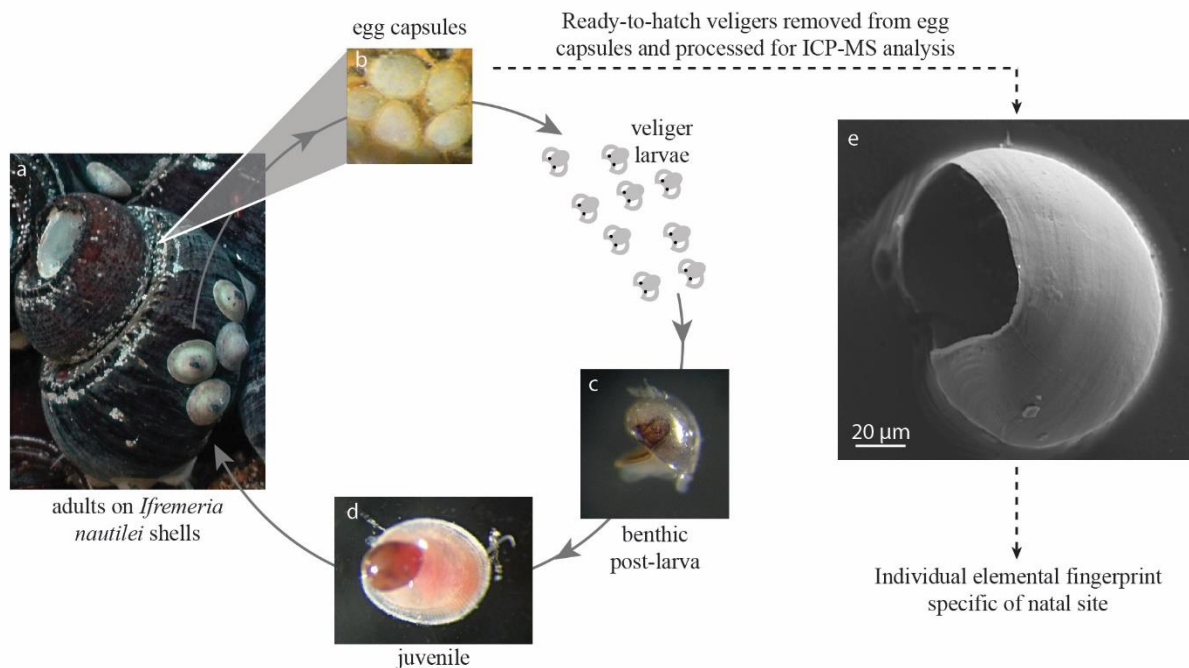 egg capsules
Ready-to-hatch veligers removed from egg
capsules and processed for ICP-MS analysis
b
veliger
larvae
a
e
c
20 μm
adults on Ifremeria
nautilei shells
d
benthic
post-larva
juvenile
Individual elemental fingerprint
specific of natal site